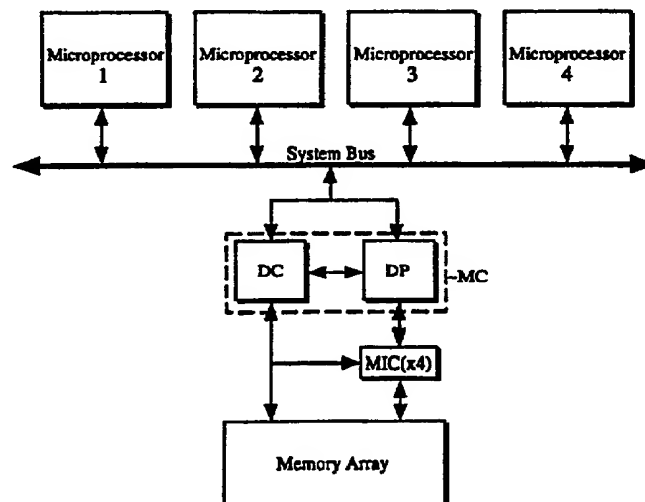 Microprocessor
1
Microprocessor
2
Microprocessor
3
Microprocessor
4
System Bus
DC
DP
MC
MIC(x4)
Memory Array